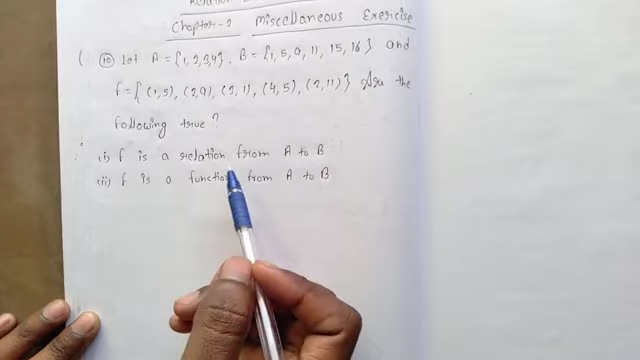 Chapter-2 Miscellaneous Exercise
(10) Let A = {1,2,3,4}, B = {1, 5, 9, 11, 15, 16} and
f = { (1,5), (2,9), (3,1), (4,5), (2,11)} Are the
following true?
(i) f is a relation from A to B
(ii) f is a function from A to B